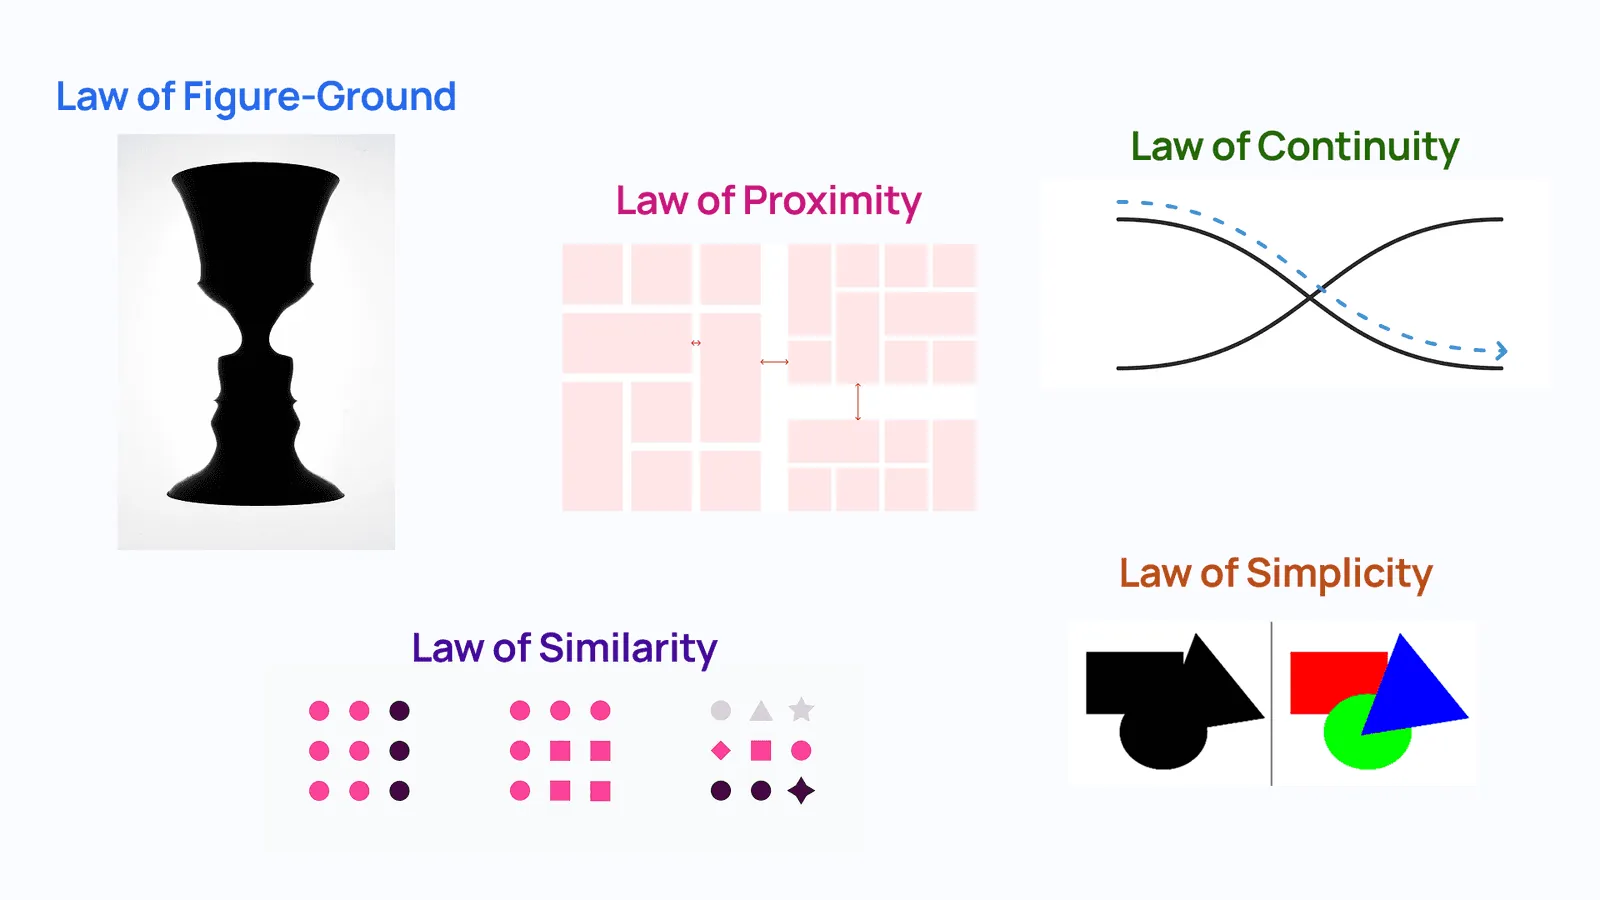 Law of Figure-Ground
Law of Proximity
Law of Continuity
Law of Similarity
Law of Simplicity